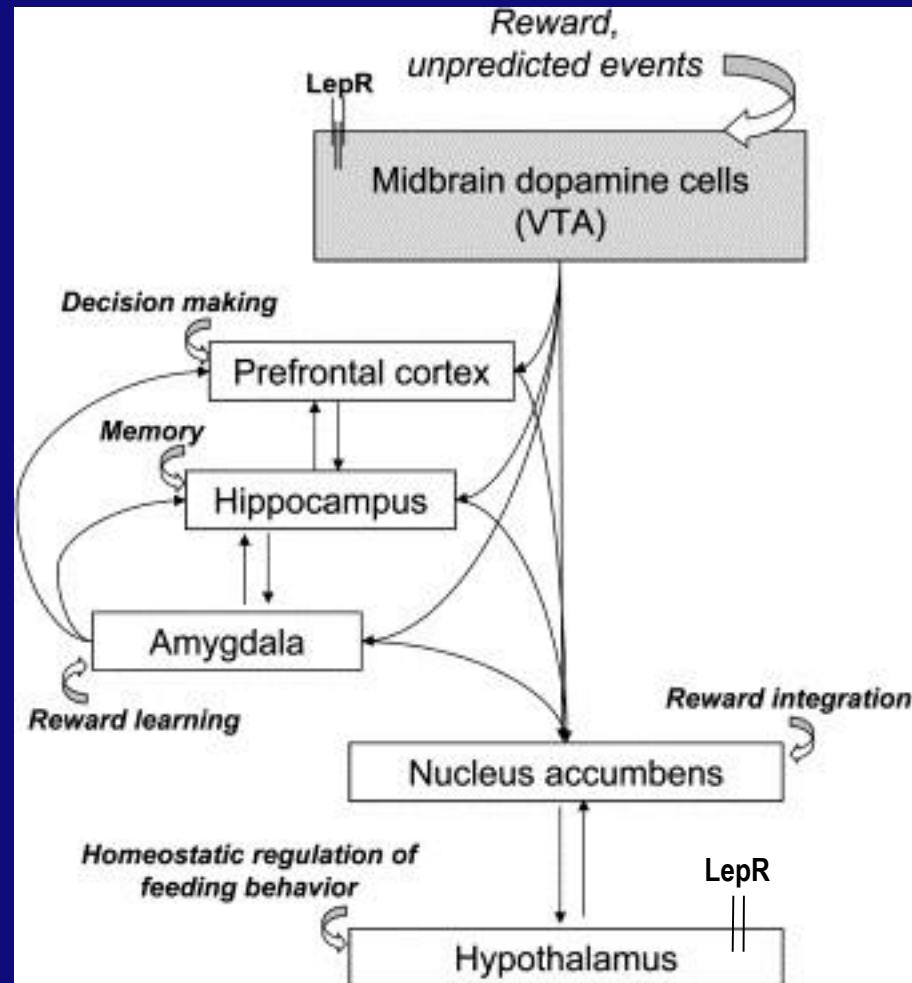 Reward,
unpredicted events
LepR
Midbrain dopamine cells
(VTA)
Decision making
Prefrontal cortex
Memory
Hippocampus
Amygdala
Reward learning
Reward integration
Nucleus accumbens
Homeostatic regulation of
feeding behavior
LepR
Hypothalamus